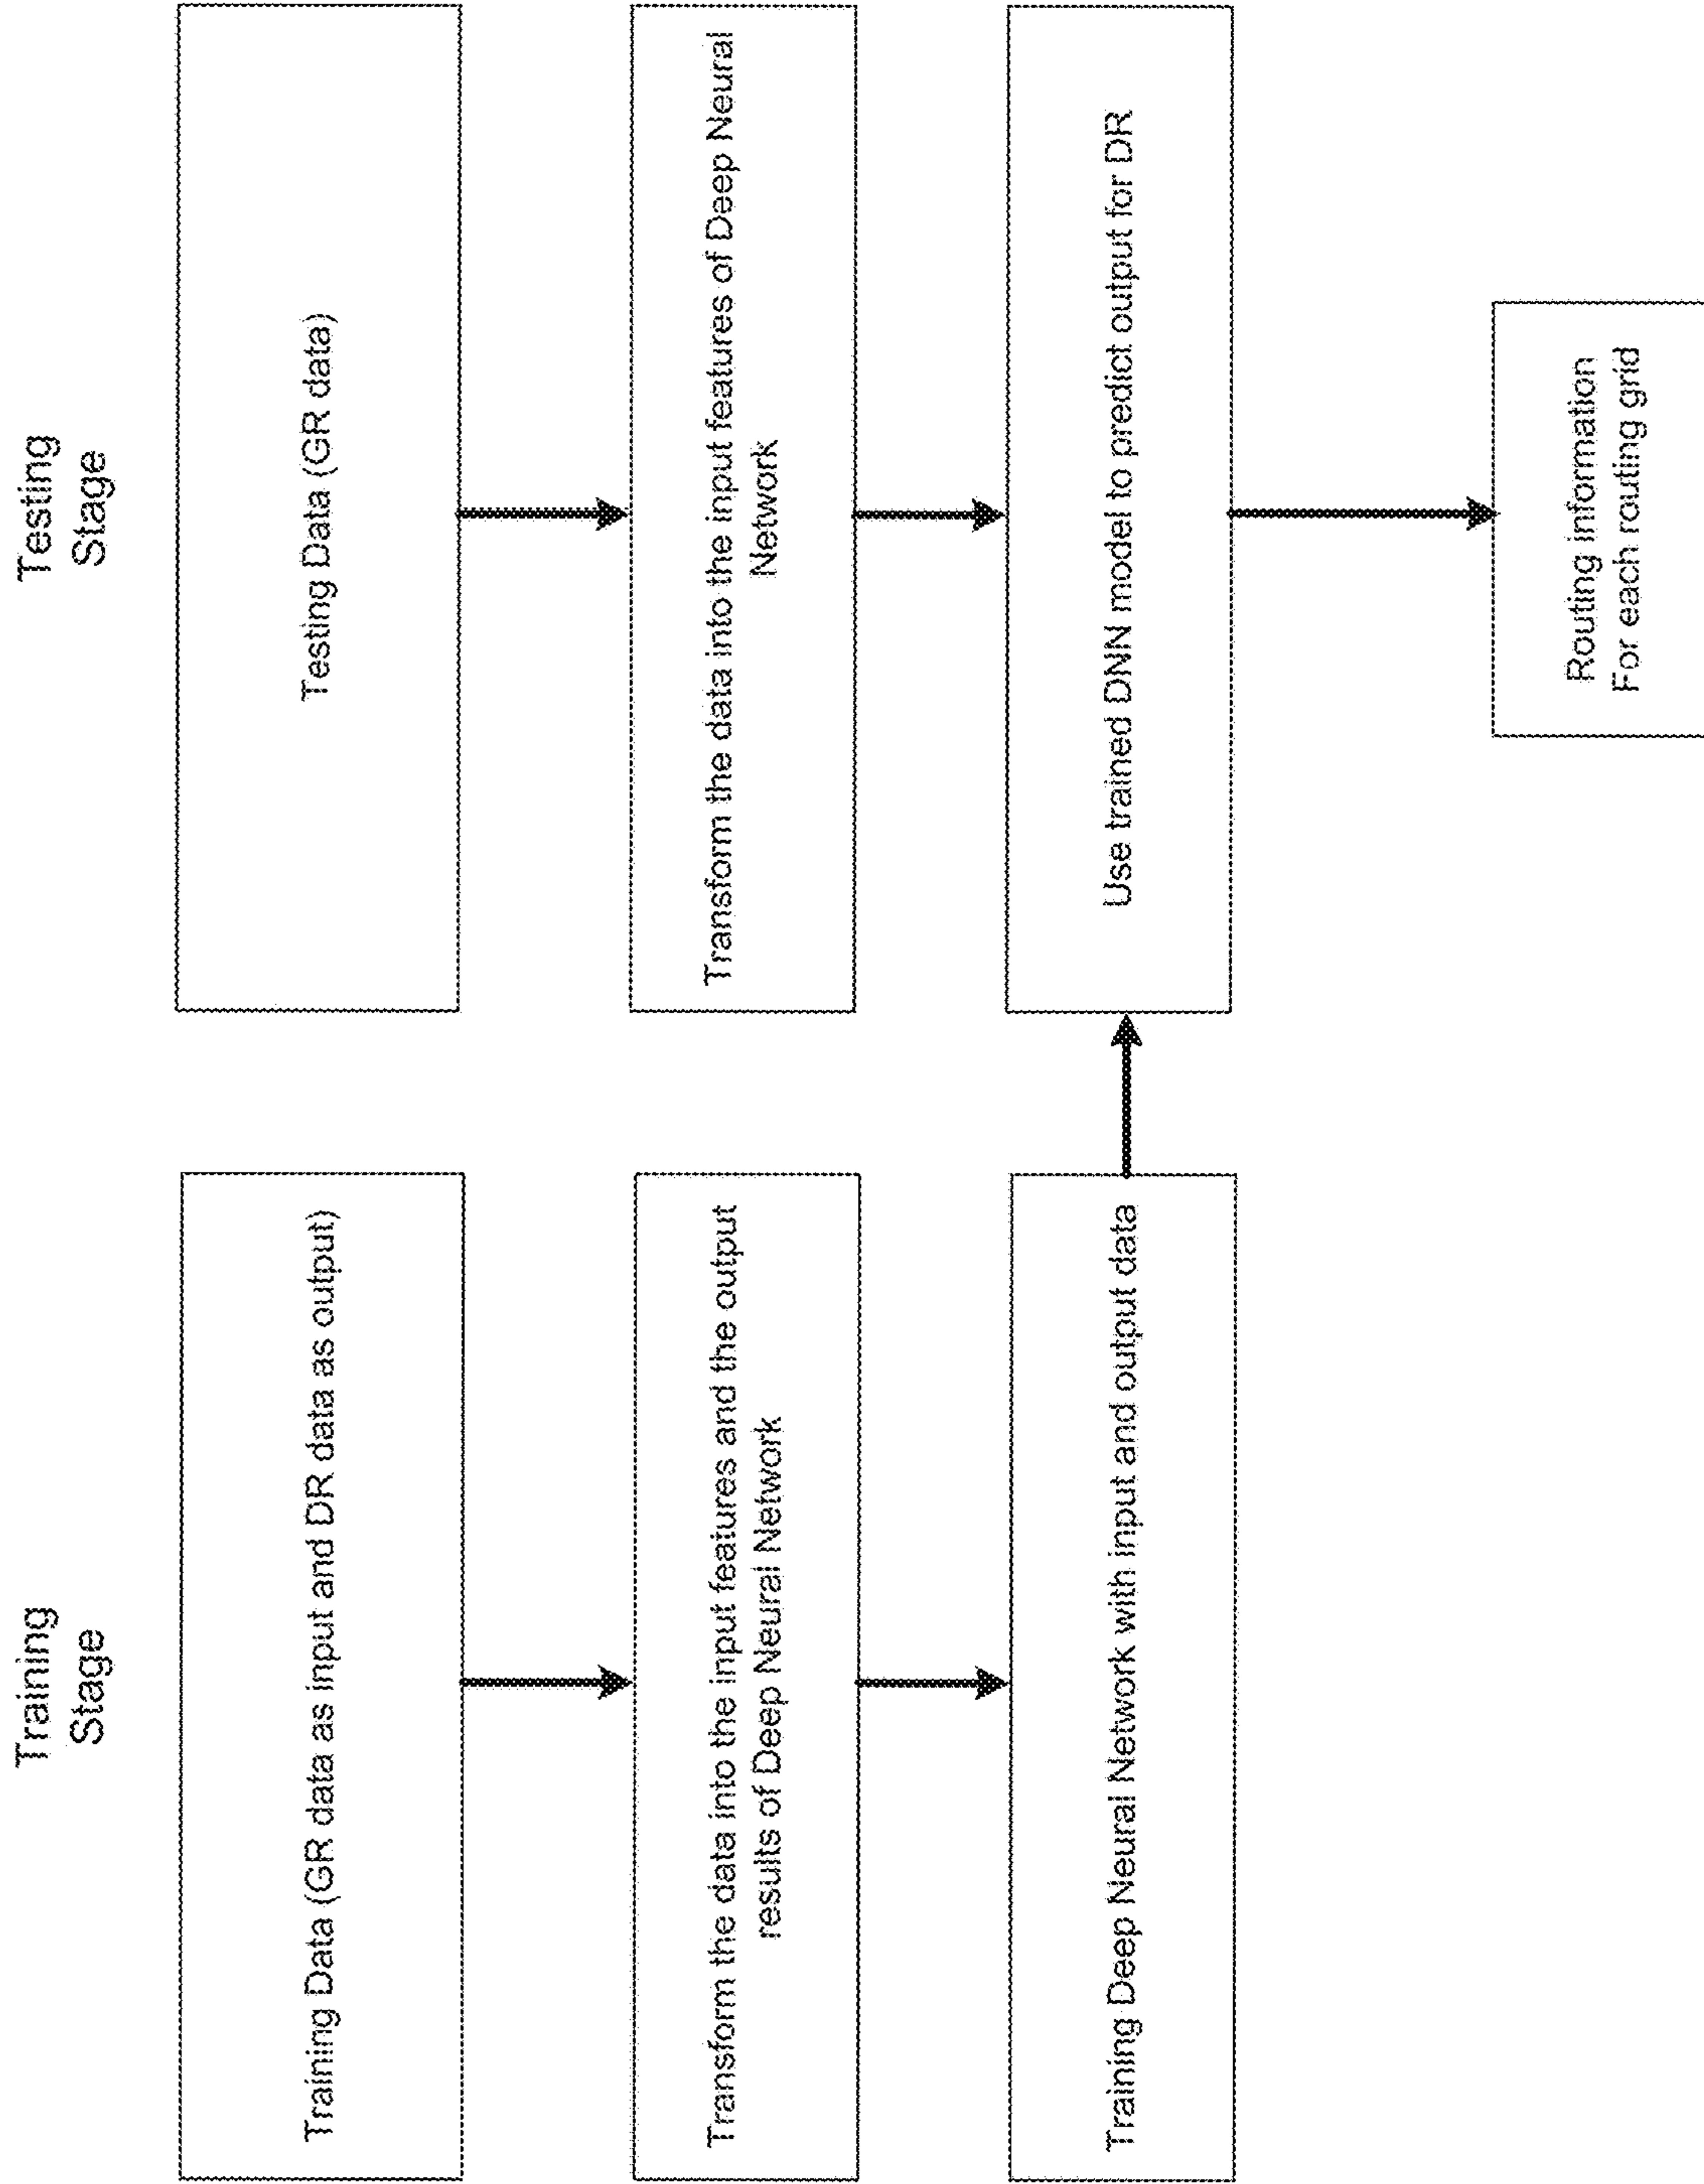 Training
Stage
Training Data (GR data as input and DR data as output)
Transform the data into the input features and the output
results of Deep Neural Network
Training Deep Neural Network with input and output data
Testing
Stage
Testing Data (GR data)
Transform the data into the input features of Deep Neural
Network
Use trained DNN model to predict output for DR
Routing information
For each routing grid